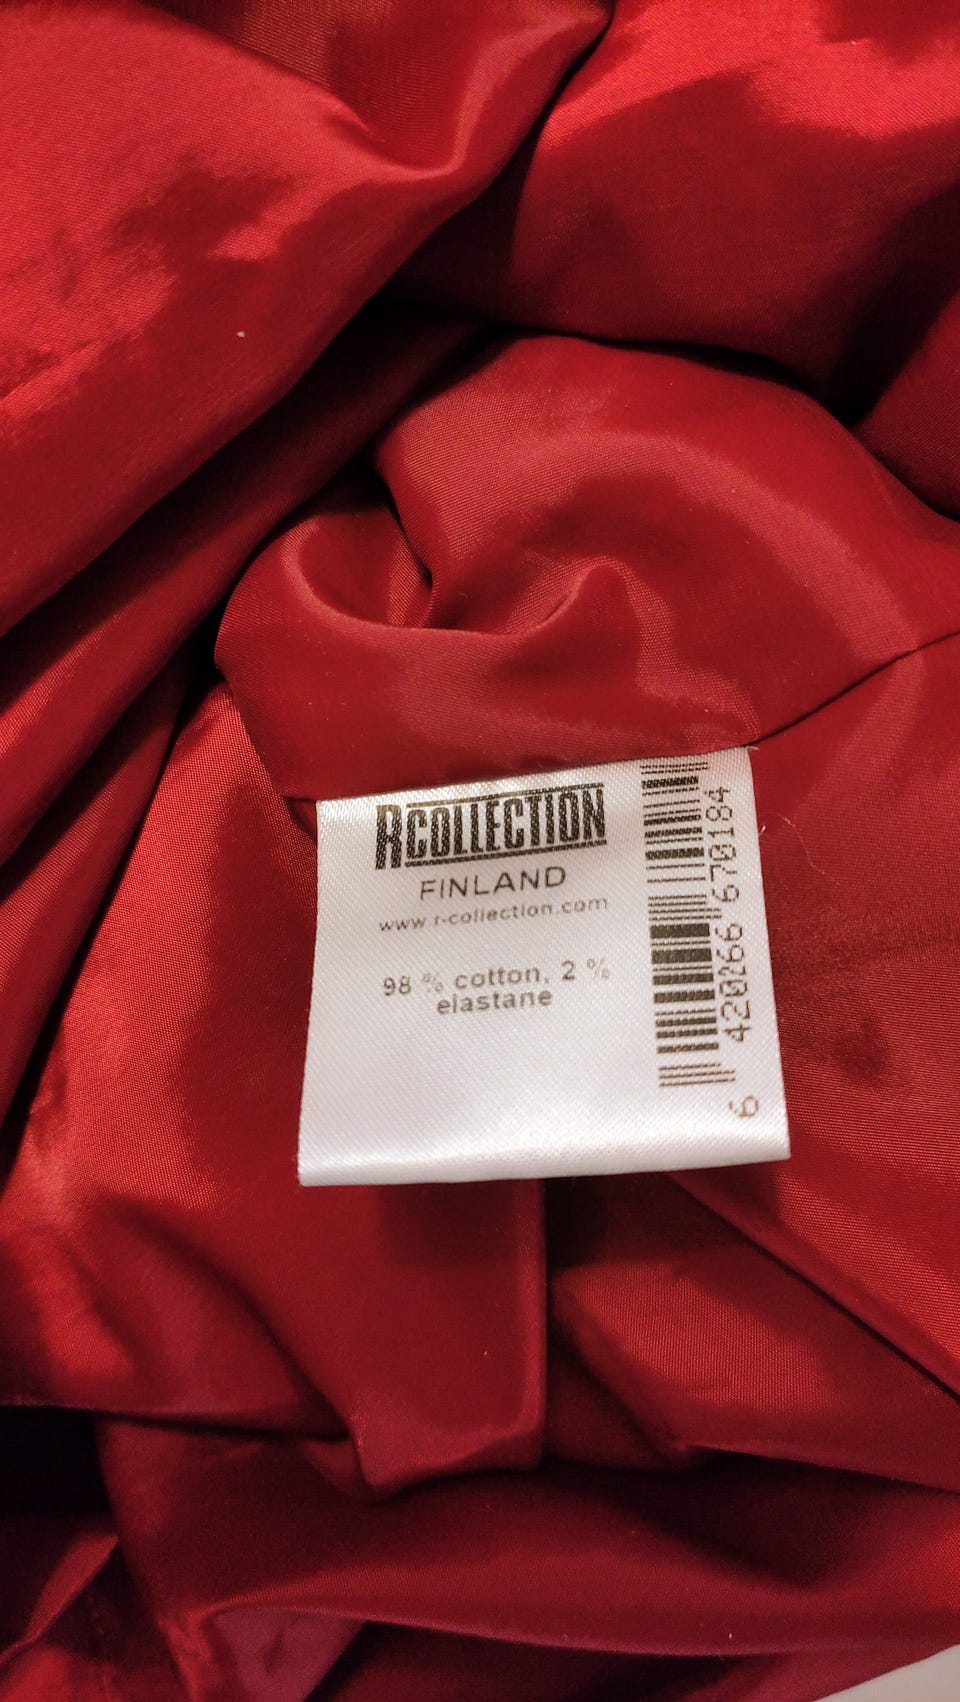 RCOLLECTION
FINLAND
www.r-collection.com
98 % cotton, 2 %
elastane
6 420266 670184